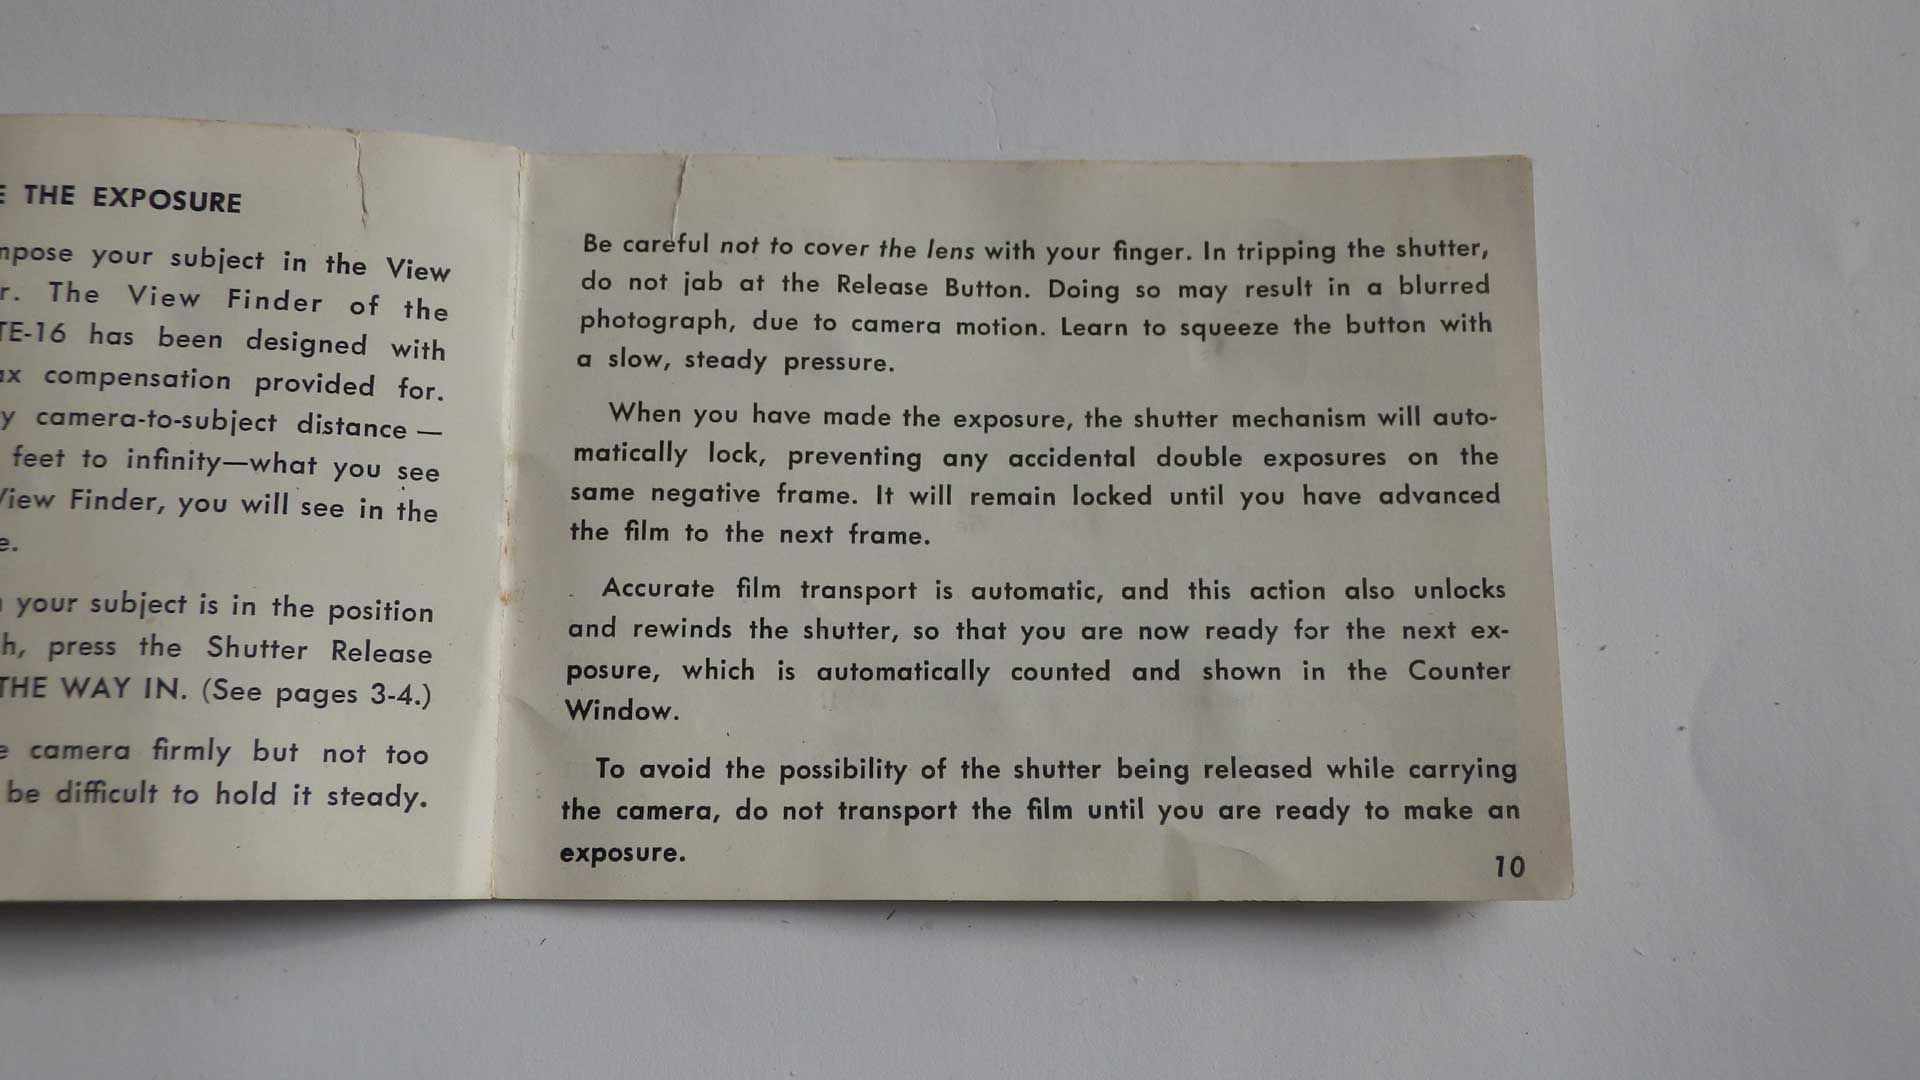 THE EXPOSURE
your subject in the View
The View Finder of the
TE-16 has been designed with
compensation provided for.
camera-to-subject distance —
feet to infinity—what you see
View Finder, you will see in the
your subject is in the position
press the Shutter Release
THE WAY IN. (See pages 3-4.)
camera firmly but not too
be difficult to hold it steady.
Be careful not to cover the lens with your finger. In tripping the shutter,
do not jab at the Release Button. Doing so may result in a blurred
photograph, due to camera motion. Learn to squeeze the button with
a slow, steady pressure.
When you have made the exposure, the shutter mechanism will auto-
matically lock, preventing any accidental double exposures on the
same negative frame. It will remain locked until you have advanced
the film to the next frame.
Accurate film transport is automatic, and this action also unlocks
and rewinds the shutter, so that you are now ready for the next ex-
posure, which is automatically counted and shown in the Counter
Window.
To avoid the possibility of the shutter being released while carrying
the camera, do not transport the film until you are ready to make an
exposure.
10